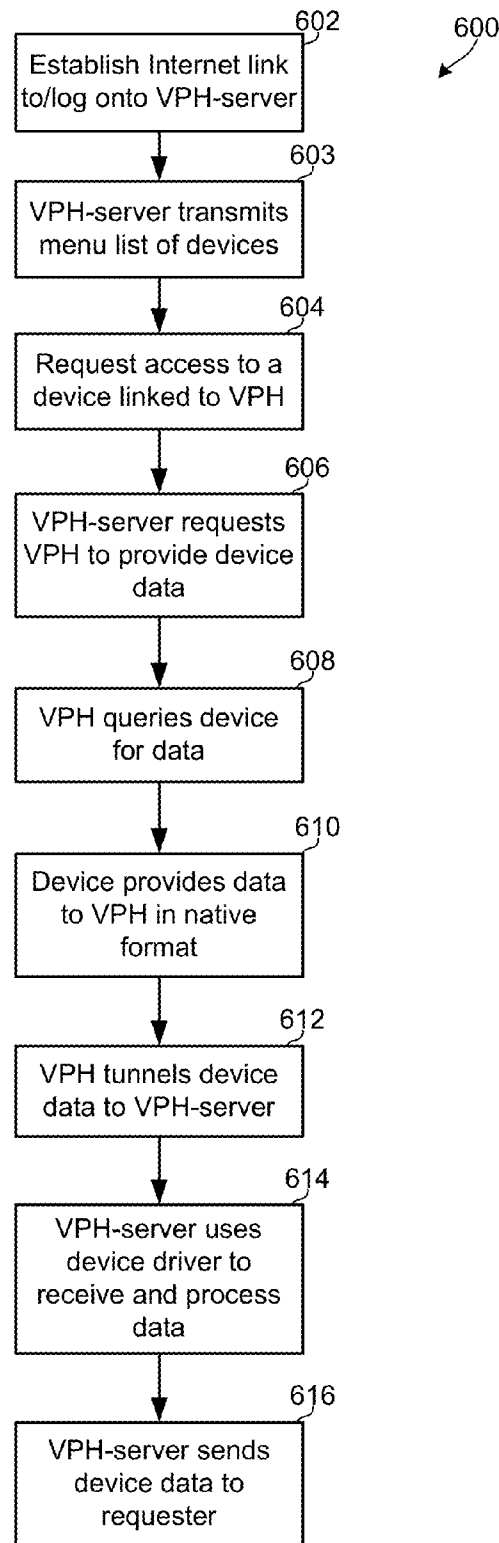 602
600
Establish Internet link
to/log onto VPH-server
603
VPH-server transmits
menu list of devices
604
Request access to a
device linked to VPH
606
VPH-server requests
VPH to provide device
data
608
VPH queries device
for data
610
Device provides data
to VPH in native
format
612
VPH tunnels device
data to VPH-server
614
VPH-server uses
device driver to
receive and process
data
616
VPH-server sends
device data to
requester